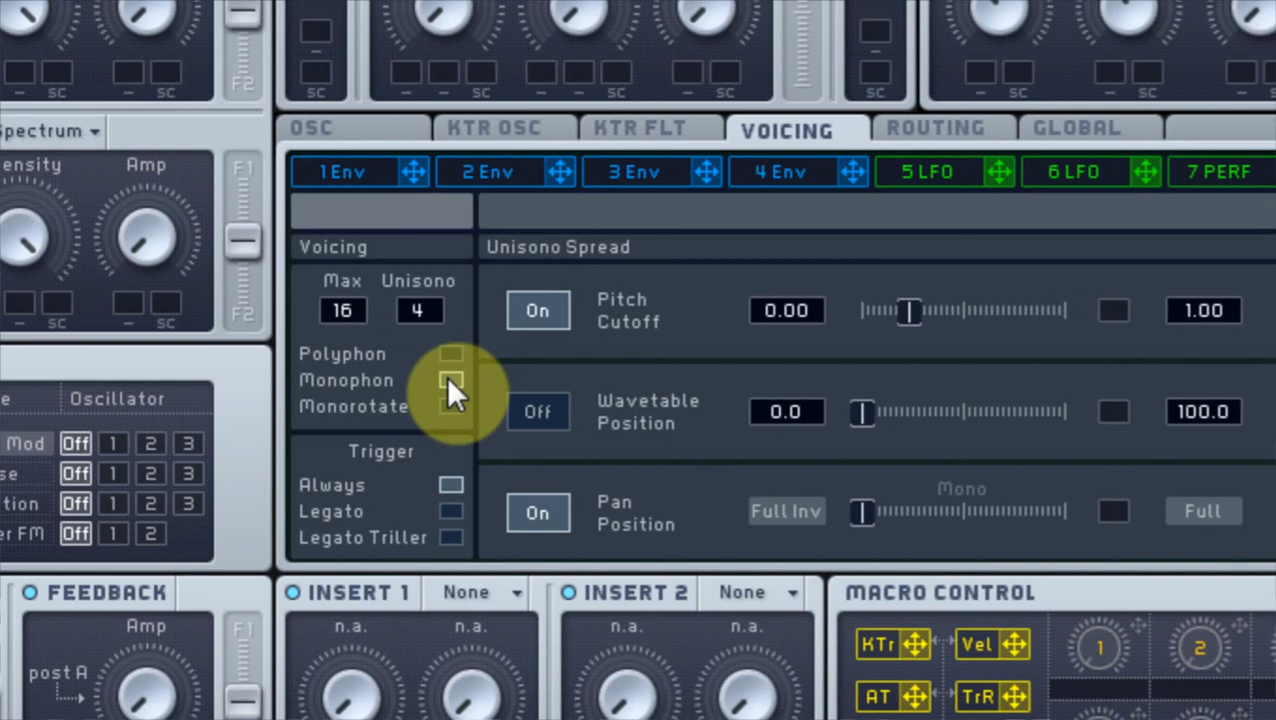 F2
F2
- SC
- SC
-
SC
- - SC
- - SC
- SC
-
SC
- SC
- SC
OSC KTR OSC KTR FLT VOICING ROUTING GLOBAL
Spectrum
1 Env 2 Env 3 Env 4 Env 5 LFO 6 LFO 7 PERF
ensity Amp F1
Voicing Unisono Spread
Max Unisono
16 4
On Pitch Cutoff 0.00 1.00
- SC
- SC
F2
Polyphon
Monophon
Monorotate
Off Wavetable Position 0.0 100.0
e Oscillator
Mod Off 1 2 3
se Off 1 2 3
tion Off 1 2 3
er FM Off 1 2
Trigger
Always
Legato
Legato Triller
On Pan Position Full Inv Mono Full
FEEDBACK INSERT 1 None INSERT 2 None MACRO CONTROL
Amp F1 n.a. n.a. n.a. n.a.
KTr Vel 1 2
post A
AT TrR